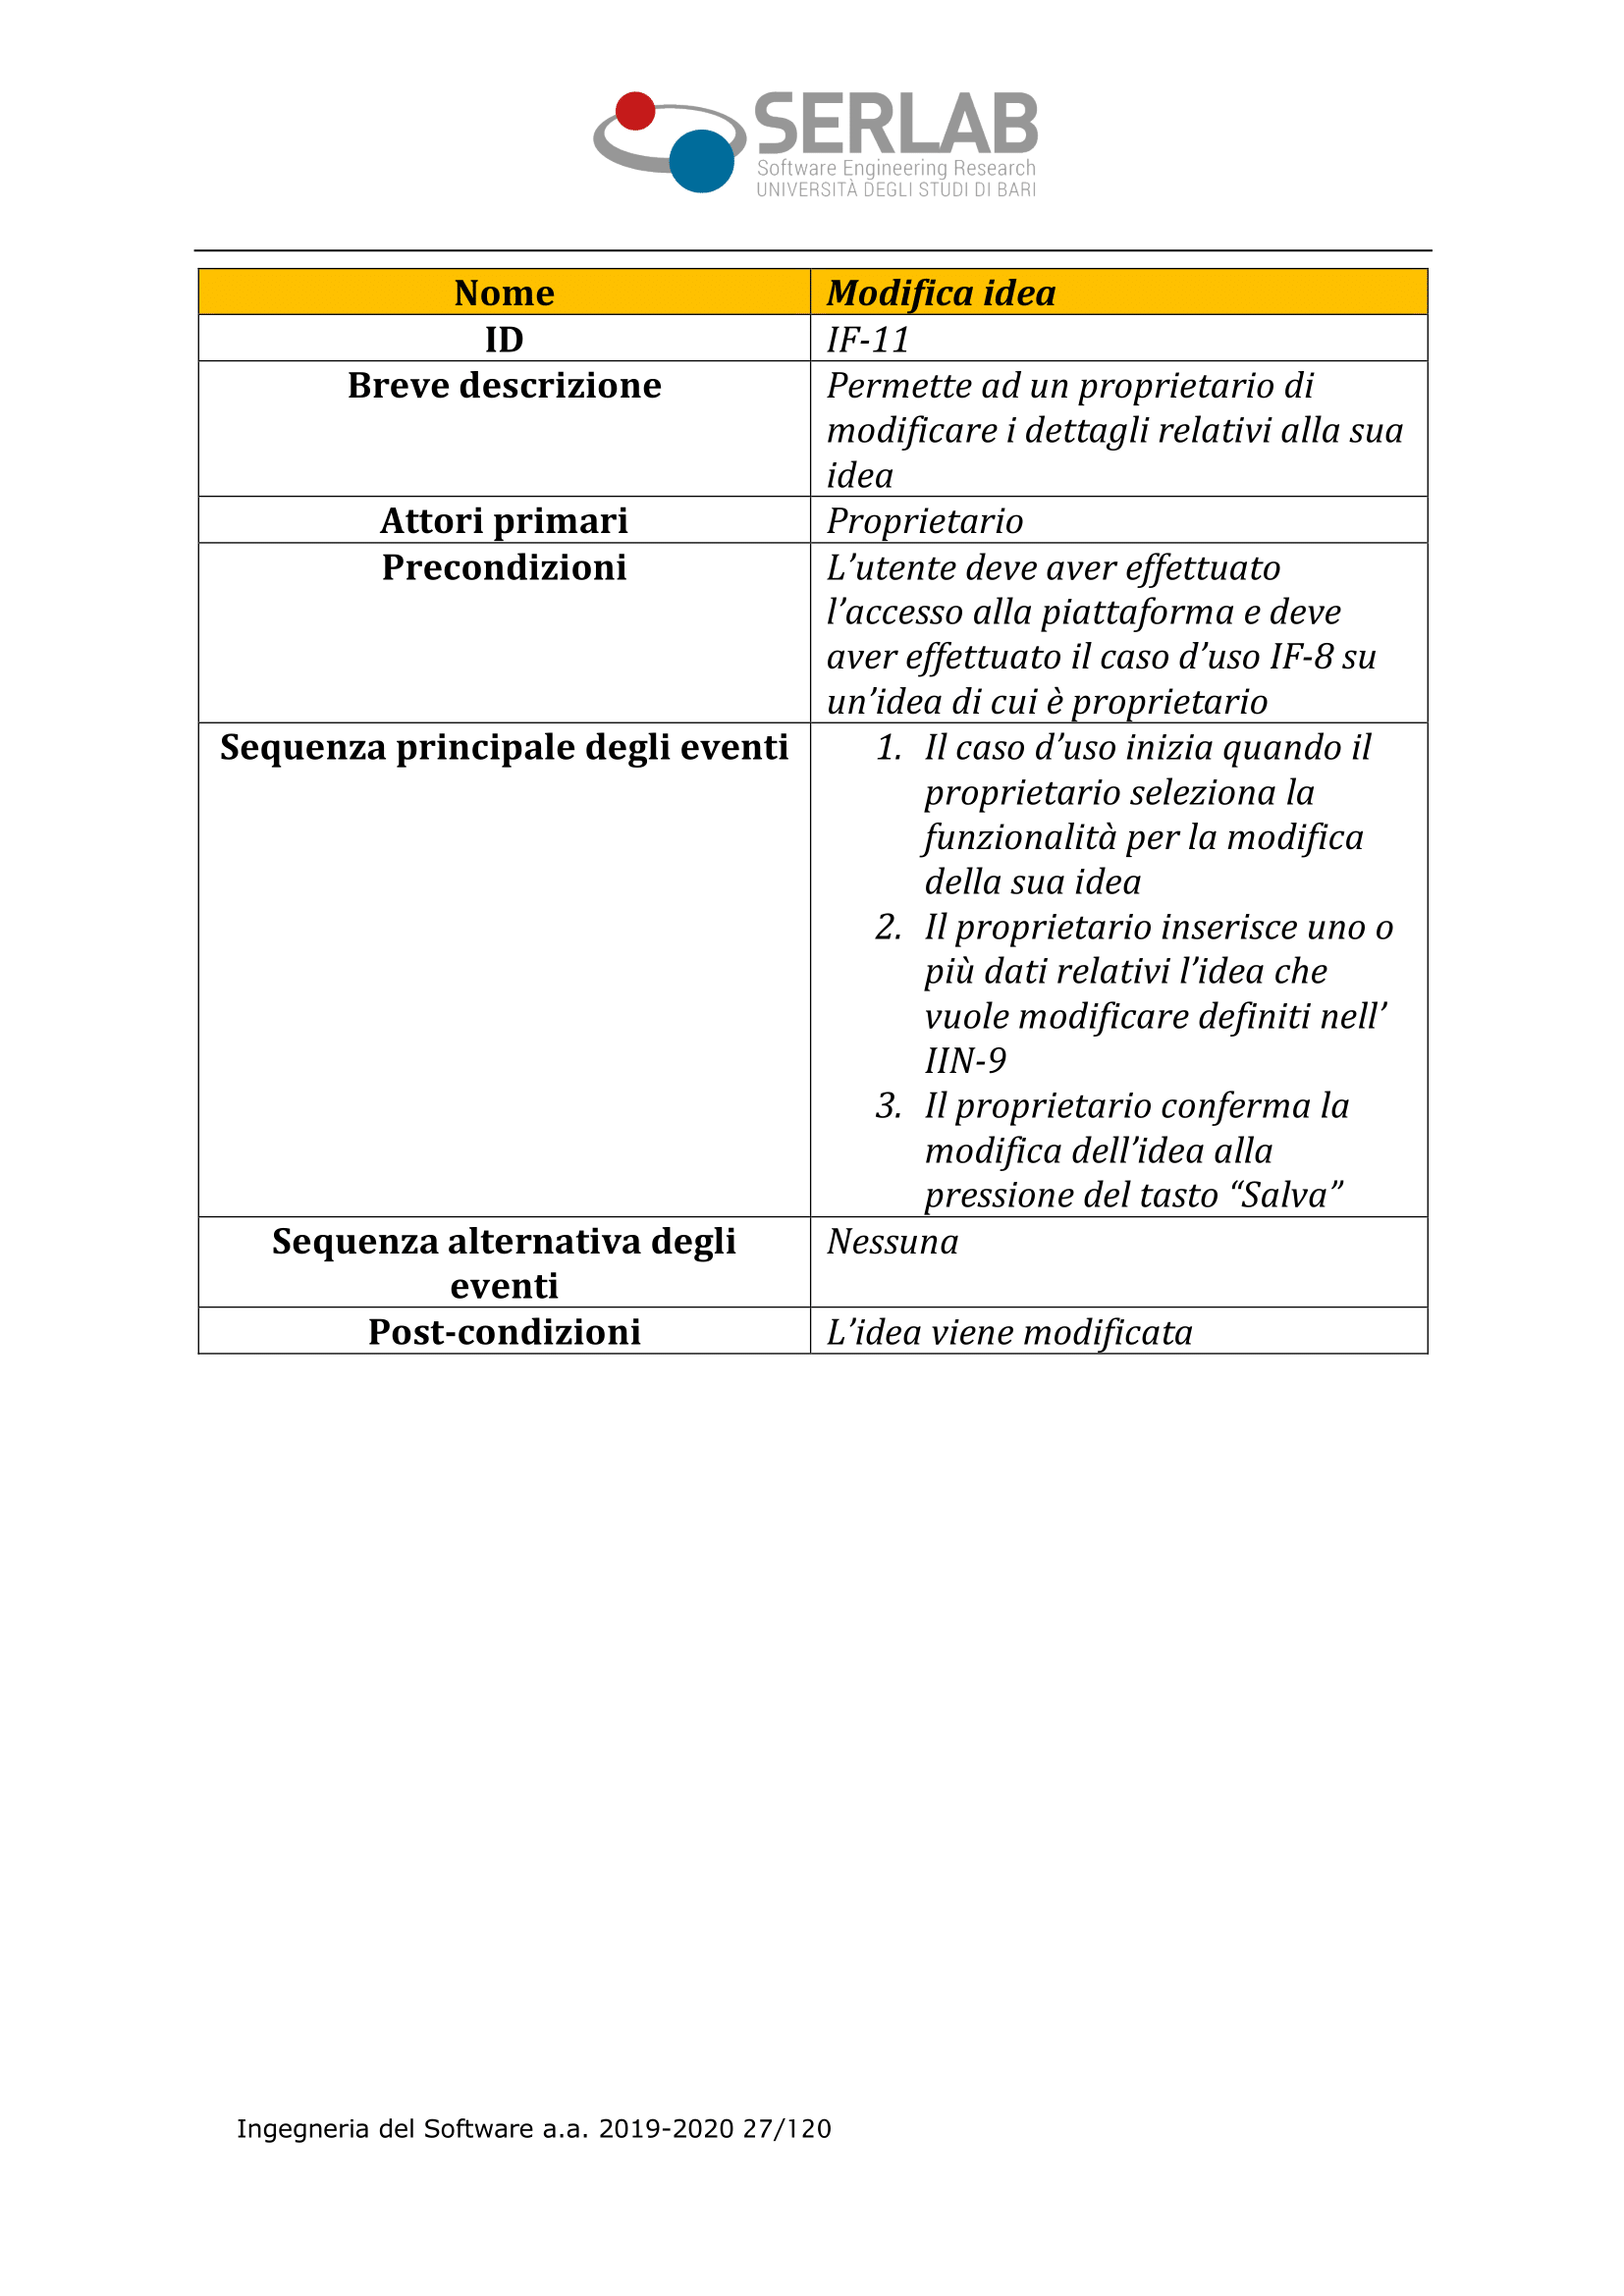 SERLAB
Software Engineering Research
UNIVERSITÀ DEGLI STUDI DI BARI
Nome
Modifica idea
ID
IF-11
Breve descrizione
Permette ad un proprietario di
modificare i dettagli relativi alla sua
idea
Attori primari
Proprietario
Precondizioni
L’utente deve aver effettuato
l’accesso alla piattaforma e deve
aver effettuato il caso d’uso IF-8 su
un’idea di cui è proprietario
Sequenza principale degli eventi
1. Il caso d’uso inizia quando il
proprietario seleziona la
funzionalità per la modifica
della sua idea
2. Il proprietario inserisce uno o
più dati relativi l’idea che
vuole modificare definiti nell’
IIN-9
3. Il proprietario conferma la
modifica dell’idea alla
pressione del tasto “Salva”
Sequenza alternativa degli
eventi
Nessuna
Post-condizioni
L’idea viene modificata
Ingegneria del Software a.a. 2019-2020 27/120